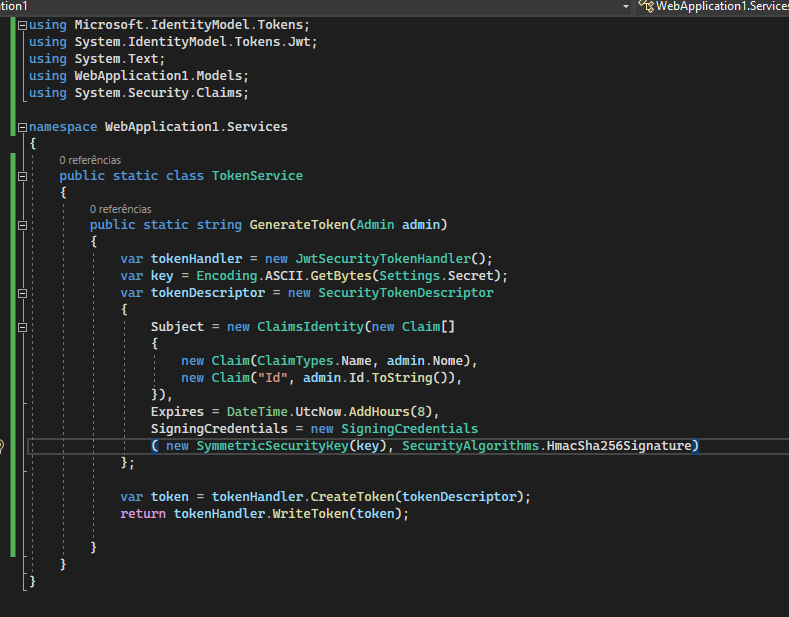 ation1
WebApplication1.Services
using Microsoft.IdentityModel.Tokens;
using System.IdentityModel.Tokens.Jwt;
using System.Text;
using WebApplication1.Models;
using System.Security.Claims;
namespace WebApplication1.Services
{
0 referências
public static class TokenService
{
0 referências
public static string GenerateToken(Admin admin)
{
var tokenHandler = new JwtSecurityTokenHandler();
var key = Encoding.ASCII.GetBytes(Settings.Secret);
var tokenDescriptor = new SecurityTokenDescriptor
{
Subject = new ClaimsIdentity(new Claim[]
{
new Claim(ClaimTypes.Name, admin.Nome),
new Claim("Id", admin.Id.ToString()),
}),
Expires = DateTime.UtcNow.AddHours(8),
SigningCredentials = new SigningCredentials
( new SymmetricSecurityKey(key), SecurityAlgorithms.HmacSha256Signature)
};
var token = tokenHandler.CreateToken(tokenDescriptor);
return tokenHandler.WriteToken(token);
}
}
}